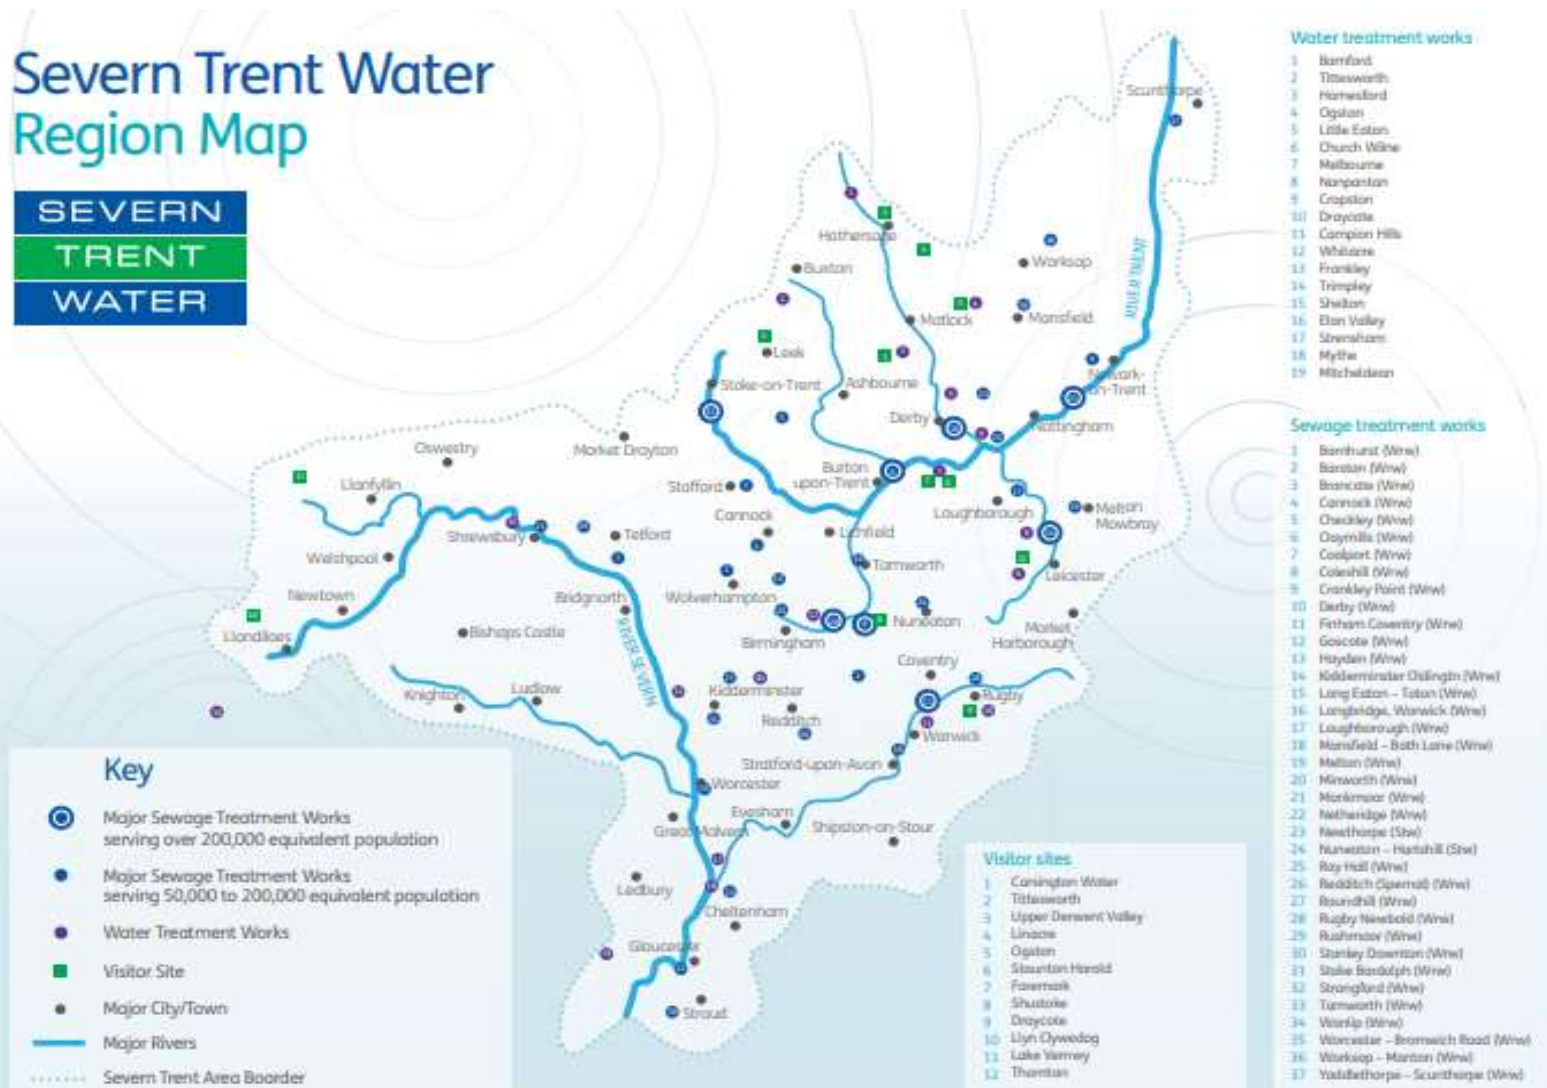 Severn Trent Water
Region Map
SEVERN
TRENT
WATER
Scunthorpe
RIVER TRENT
Hathersage
Buxton
Worksop
Matlock
Mansfield
Leek
Stoke-on-Trent
Ashbourne
Newark-
on-Trent
Derby
Nottingham
Oswestry
Market Drayton
Burton
upon-Trent
Llanfyllin
Stafford
Loughborough
Melton
Mowbray
Cannock
Lichfield
Shrewsbury
Telford
Welshpool
Tamworth
Leicester
Newtown
Bridgnorth
Wolverhampton
Nuneaton
Market
Harborough
Llandiloes
Bishops Castle
RIVER SEVERN
Birmingham
Coventry
Knighton
Ludlow
Kidderminster
Rugby
Redditch
Warwick
Stratford-upon-Avon
Worcester
Evesham
Great Malvern
Shipston-on-Stour
Ledbury
Cheltenham
Gloucester
Stroud
Key
Major Sewage Treatment Works
serving over 200,000 equivalent population
Major Sewage Treatment Works
serving 50,000 to 200,000 equivalent population
Water Treatment Works
Visitor Site
Major City/Town
Major Rivers
Severn Trent Area Boarder
Visitor sites
1 Carsington Water
2 Tittesworth
3 Upper Derwent Valley
4 Linacre
5 Ogston
6 Staunton Harold
7 Foremark
8 Shustoke
9 Draycote
10 Llyn Clywedog
11 Lake Vyrnwy
12 Thornton
Water treatment works
1 Bamford
2 Tittesworth
3 Homesford
4 Ogston
5 Little Eaton
6 Church Wilne
7 Melbourne
8 Nanpantan
9 Cropston
10 Draycote
11 Campion Hills
12 Whitacre
13 Frankley
14 Trimpley
15 Shelton
16 Elan Valley
17 Strensham
18 Mythe
19 Mitcheldean
Sewage treatment works
1 Barnhurst (Wrw)
2 Barston (Wrw)
3 Brancote (Wrw)
4 Cannock (Wrw)
5 Checkley (Wrw)
6 Claymills (Wrw)
7 Coalport (Wrw)
8 Coleshill (Wrw)
9 Crankley Point (Wrw)
10 Derby (Wrw)
11 Finham Coventry (Wrw)
12 Goscote (Wrw)
13 Hayden (Wrw)
14 Kidderminster Oldington (Wrw)
15 Long Eaton – Toton (Wrw)
16 Longbridge, Warwick (Wrw)
17 Loughborough (Wrw)
18 Mansfield – Bath Lane (Wrw)
19 Melton (Wrw)
20 Minworth (Wrw)
21 Monkmoor (Wrw)
22 Netheridge (Wrw)
23 Newthorpe (Stw)
24 Nuneaton – Hartshill (Stw)
25 Ray Hall (Wrw)
26 Redditch (Spernal) (Wrw)
27 Roundhill (Wrw)
28 Rugby Newbold (Wrw)
29 Rushmoor (Wrw)
30 Stanley Downton (Wrw)
31 Stoke Bardolph (Wrw)
32 Strongford (Wrw)
33 Tamworth (Wrw)
34 Wanlip (Wrw)
35 Worcester – Bromwich Road (Wrw)
36 Worksop – Manton (Wrw)
37 Yaddlethorpe – Scunthorpe (Wrw)